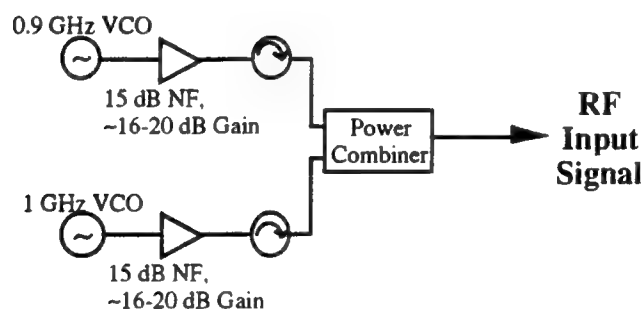 0.9 GHz VCO
~
15 dB NF,
~16-20 dB Gain
Power
Combiner
RF
Input
Signal
1 GHz VCO
~
15 dB NF,
~16-20 dB Gain